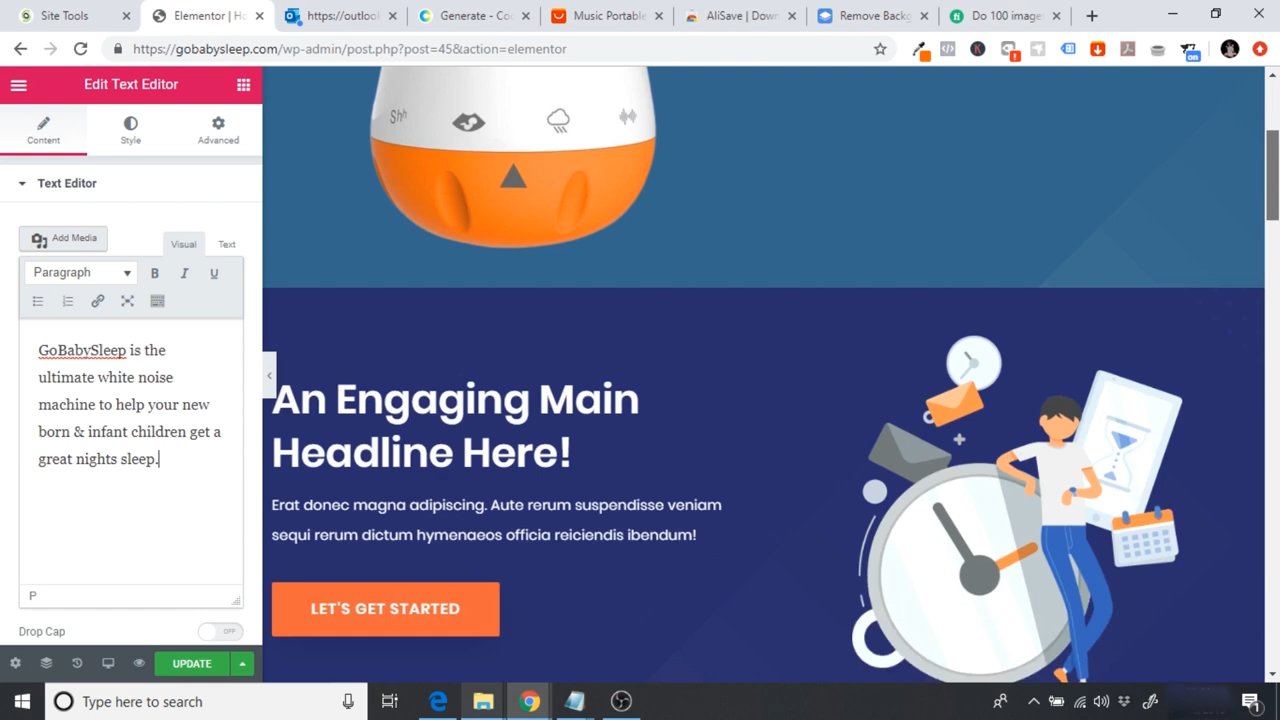 Site Tools
Elementor | Ho
https://outlook
Generate - Coo
Music Portable
AliSave | Down
Remove Backg
Do 100 images
https://gobabysleep.com/wp-admin/post.php?post=45&action=elementor
on
Edit Text Editor
Content
Style
Advanced
Text Editor
Add Media
Visual
Text
Paragraph
B
I
U
GoBabySleep is the
ultimate white noise
machine to help your new
born & infant children get a
great nights sleep.
P
Drop Cap
OFF
UPDATE
Shh
An Engaging Main
Headline Here!
Erat donec magna adipiscing. Aute rerum suspendisse veniam
sequi rerum dictum hymenaeos officia reiciendis ibendum!
LET'S GET STARTED
Type here to search